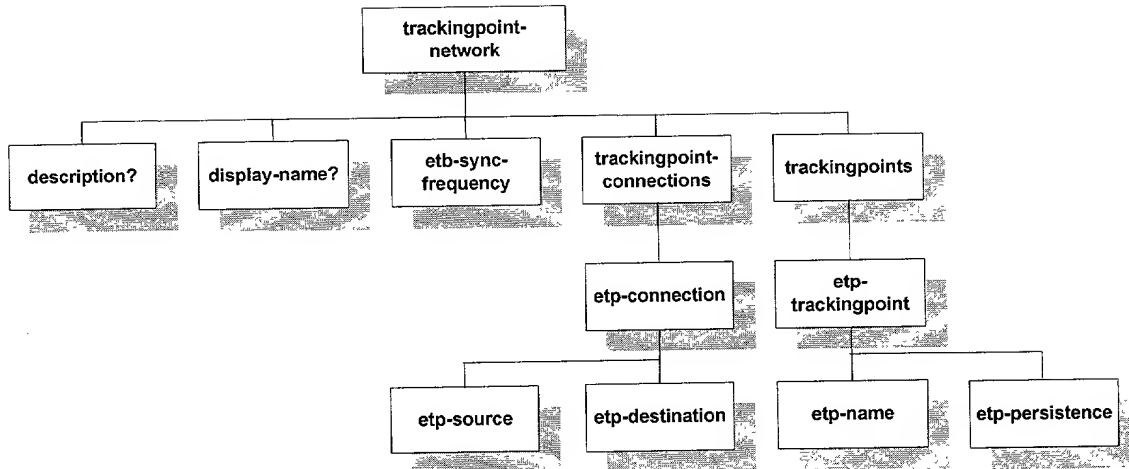 trackingpoint-
network
description?
display-name?
etb-sync-
frequency
trackingpoint-
connections
trackingpoints
etp-connection
etp-
trackingpoint
etp-source
etp-destination
etp-name
etp-persistence